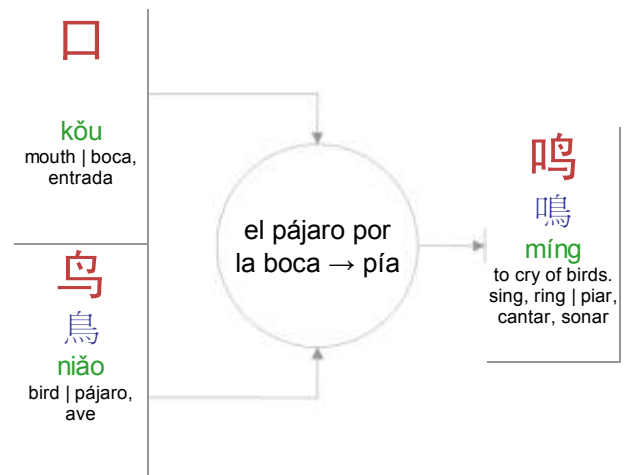 口
kǒu
mouth | boca,
entrada
鸟
鳥
niǎo
bird | pájaro,
ave
el pájaro por
la boca → pía
鸣
鳴
míng
to cry of birds.
sing, ring | piar,
cantar, sonar